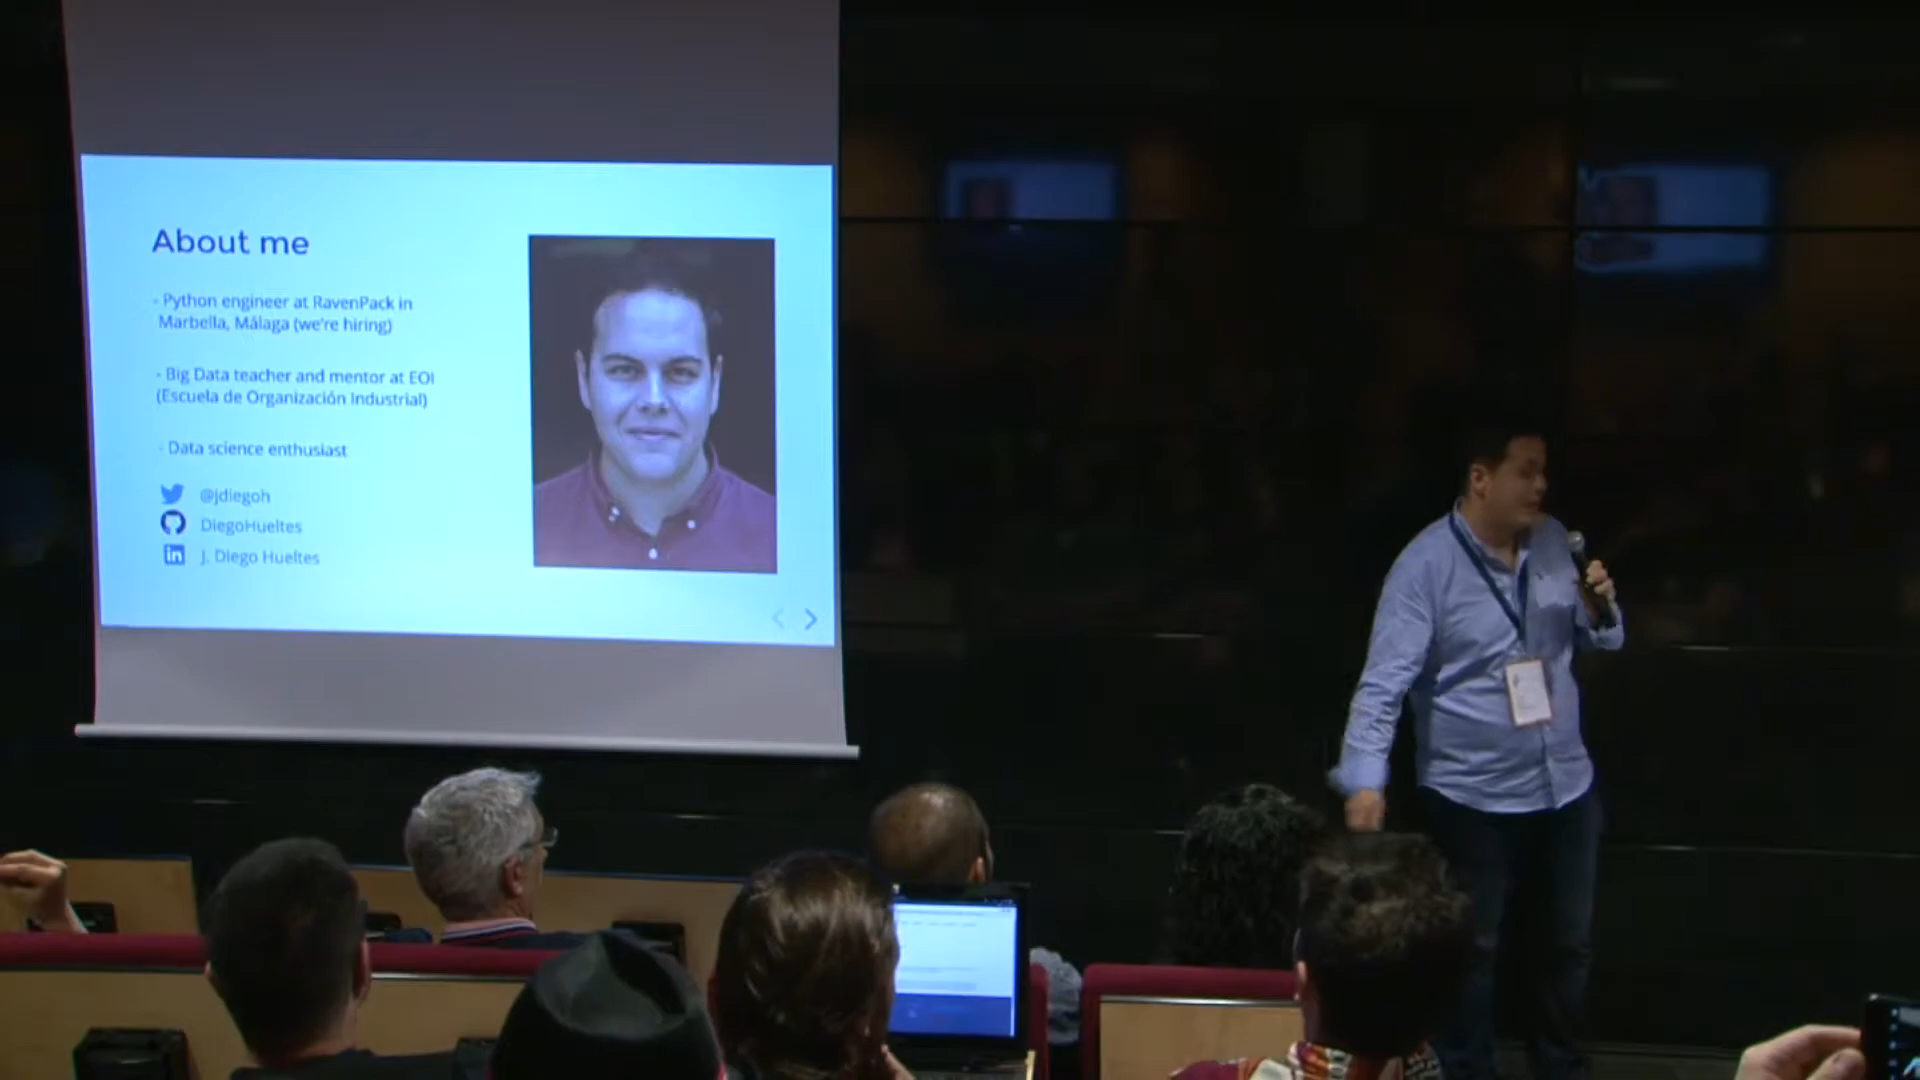 About me
- Python engineer at RavenPack in
Marbella, Málaga (we're hiring)
- Big Data teacher and mentor at EOI
(Escuela de Organización Industrial)
- Data science enthusiast
@jdiegoh
DiegoHueltes
in J. Diego Hueltes